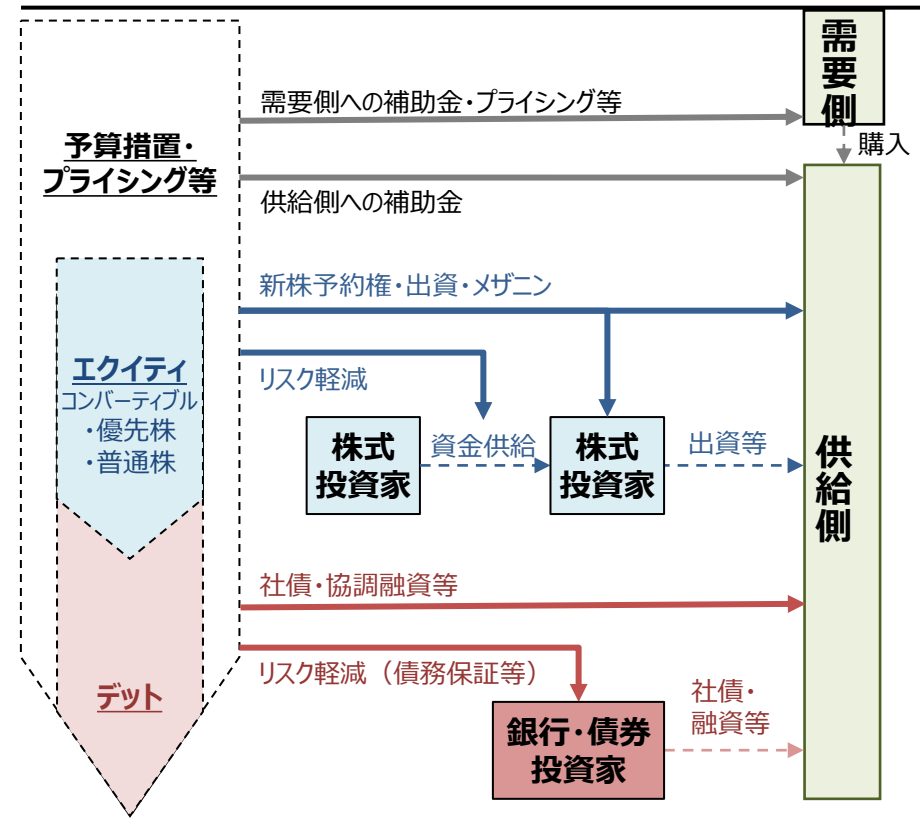 需要側
需要側への補助金・プライシング等
購入
予算措置・
プライシング等
供給側への補助金
新株予約権・出資・メザニン
エクイティ
コンバーティブル
・優先株
・普通株
リスク軽減
株式
投資家
資金供給
株式
投資家
出資等
供給側
社債・協調融資等
リスク軽減（債務保証等）
デット
社債・
融資等
銀行・債券
投資家